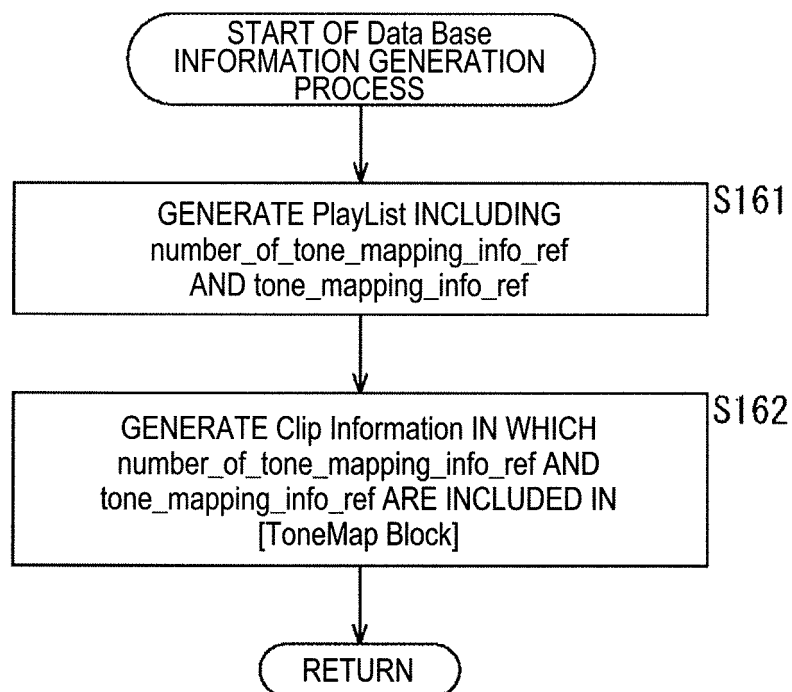 START OF Data Base
INFORMATION GENERATION
PROCESS
GENERATE PlayList INCLUDING
number_of_tone_mapping_info_ref
AND tone_mapping_info_ref
S161
GENERATE Clip Information IN WHICH
number_of_tone_mapping_info_ref AND
tone_mapping_info_ref ARE INCLUDED IN
[ToneMap Block]
S162
RETURN